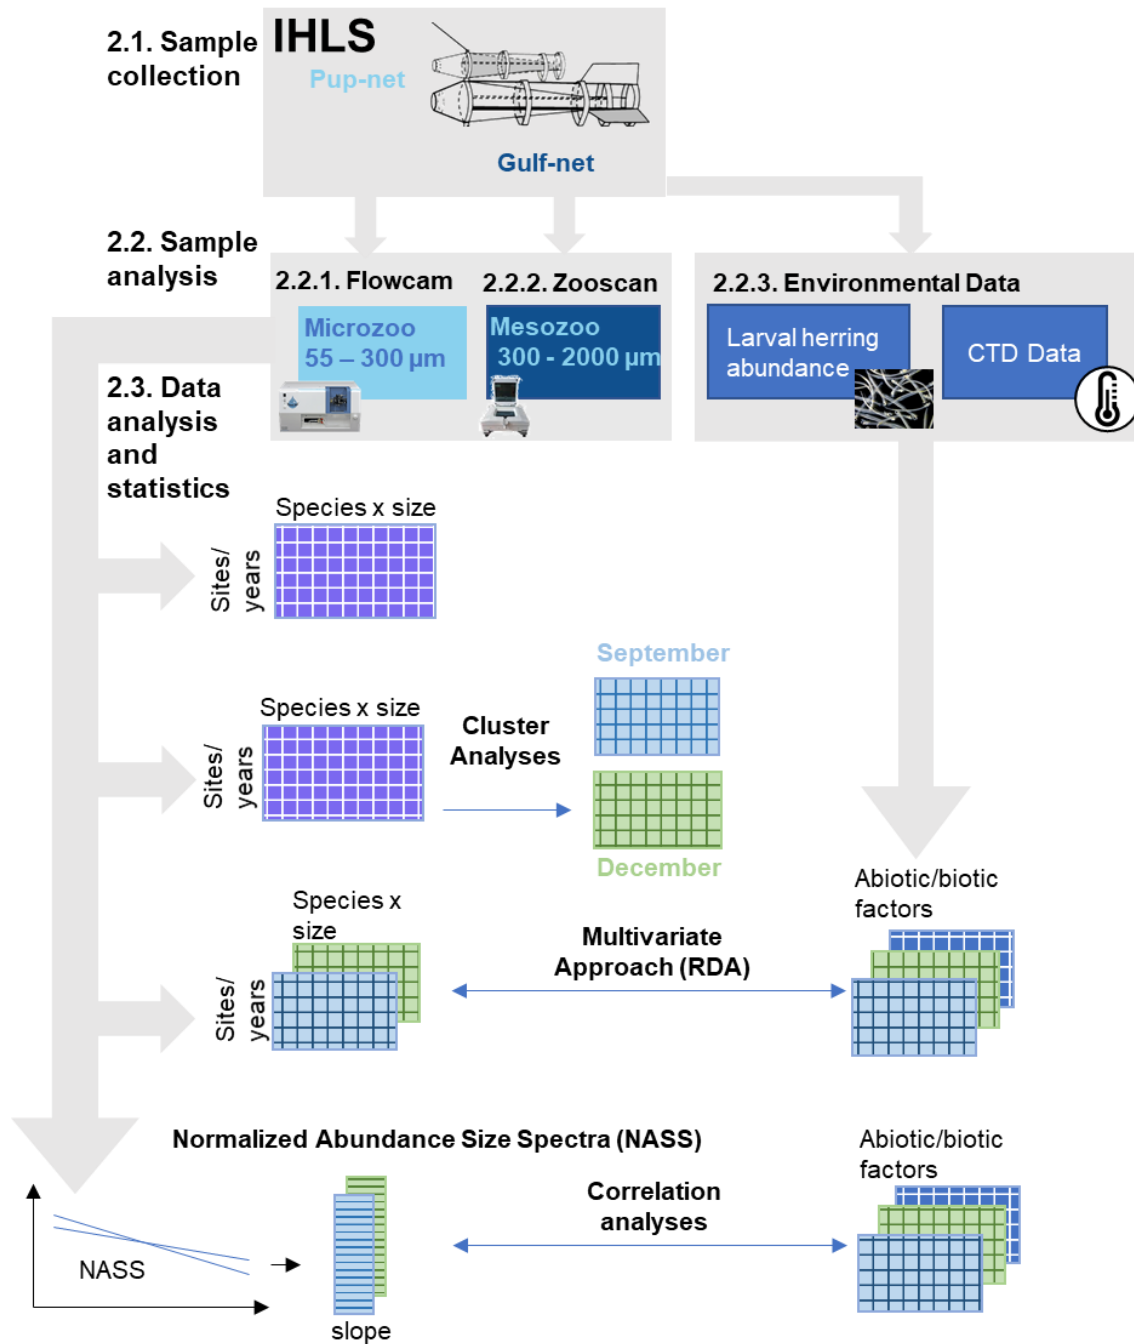 2.1. Sample
collection
IHLS
Pup-net
Gulf-net
2.2. Sample
analysis
2.2.1. Flowcam
Microzoo
55 – 300 µm
2.2.2. Zooscan
Mesozoo
300 - 2000 µm
2.2.3. Environmental Data
Larval herring
abundance
CTD Data
2.3. Data
analysis
and
statistics
Species x size
Sites/
years
Species x size
Sites/
years
Cluster
Analyses
September
December
Species x
size
Sites/
years
Multivariate
Approach (RDA)
Abiotic/biotic
factors
Normalized Abundance Size Spectra (NASS)
NASS
slope
Correlation
analyses
Abiotic/biotic
factors